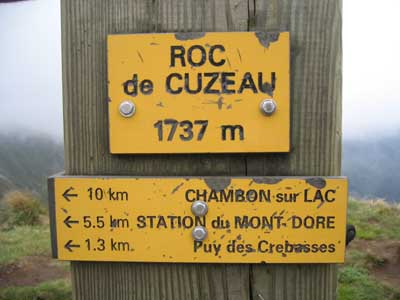 ROC
de CUZEAU
1737 m
← 10 km CHAMBON sur LAC
← 5.5 km STATION du MONT-DORE
← 1.3 km Puy des Crebasses